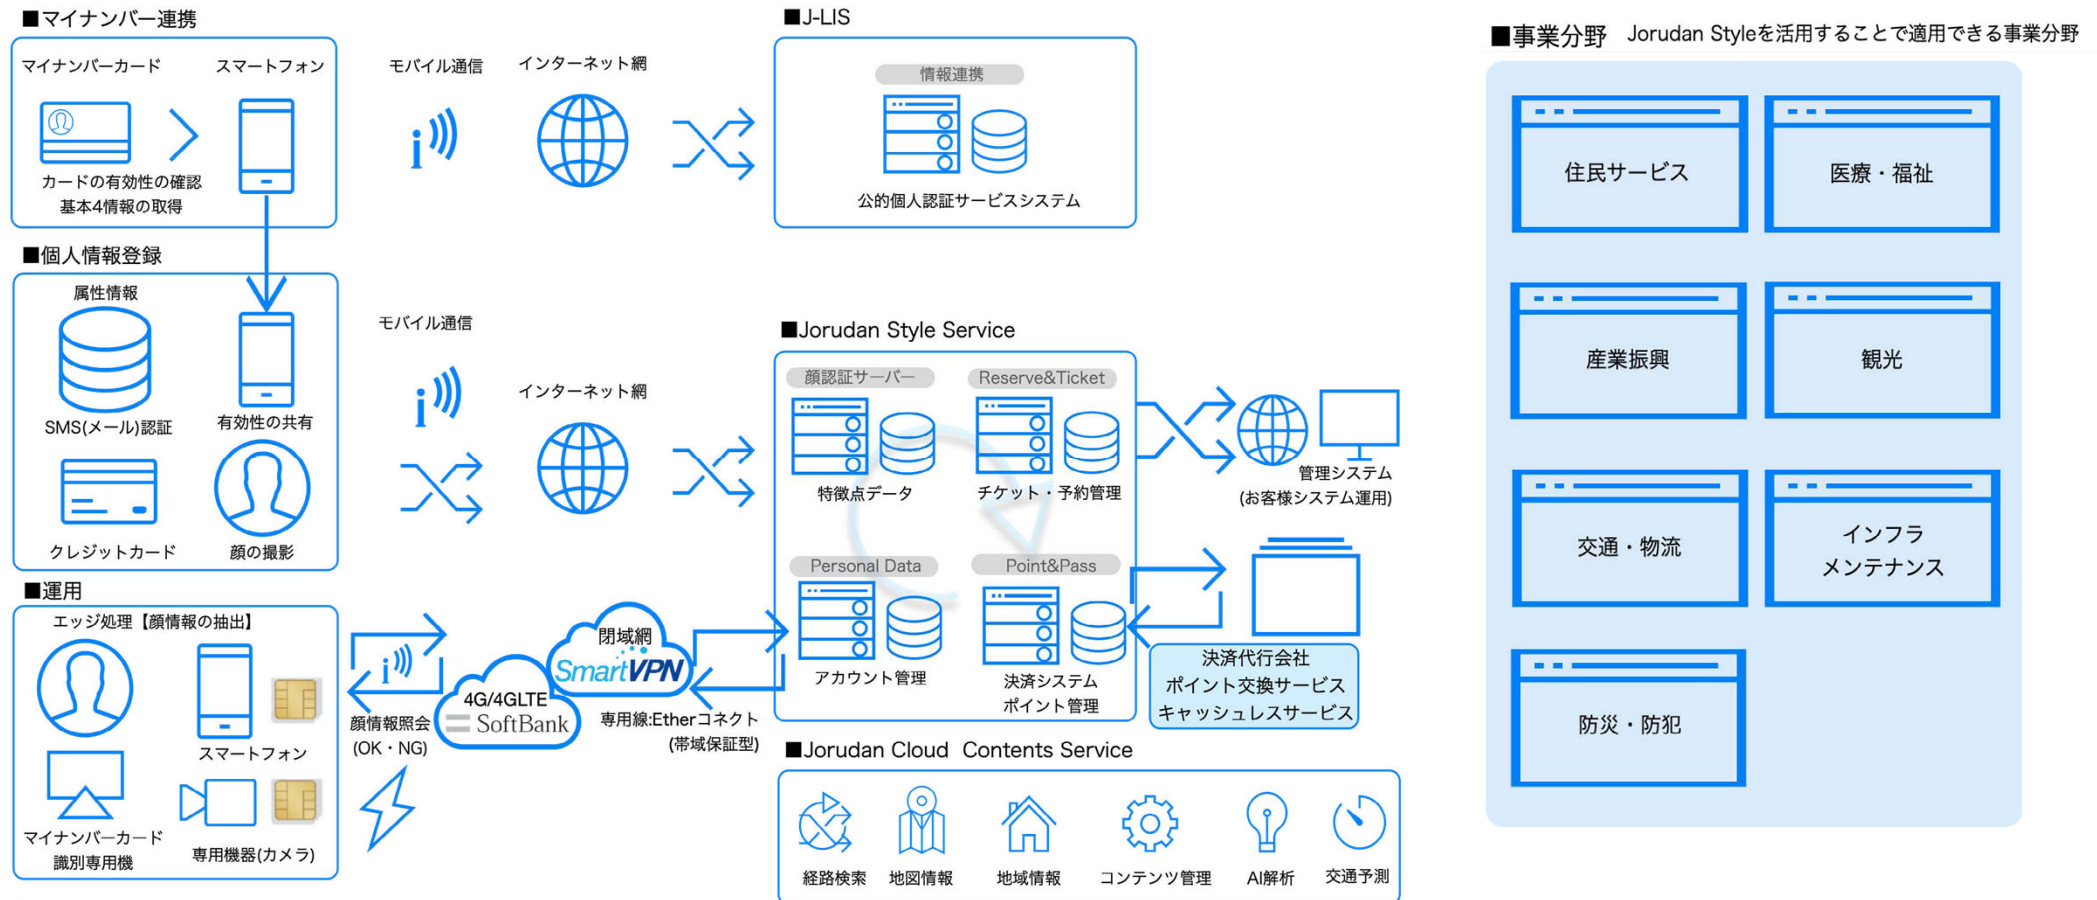 ■マイナンバー連携
マイナンバーカード
スマートフォン
カードの有効性の確認
基本4情報の取得
モバイル通信
インターネット網
■J-LIS
情報連携
公的個人認証サービスシステム
■個人情報登録
属性情報
SMS(メール)認証
有効性の共有
クレジットカード
顔の撮影
モバイル通信
インターネット網
■Jorudan Style Service
顔認証サーバー
Reserve&Ticket
特徴点データ
チケット・予約管理
Personal Data
Point&Pass
アカウント管理
決済システム
ポイント管理
管理システム
(お客様システム運用)
決済代行会社
ポイント交換サービス
キャッシュレスサービス
■運用
エッジ処理【顔情報の抽出】
スマートフォン
マイナンバーカード
識別専用機
専用機器(カメラ)
顔情報照会
(OK・NG)
4G/4GLTE
SoftBank
閉域網
SmartVPN
専用線:Etherコネクト
(帯域保証型)
■Jorudan Cloud Contents Service
経路検索
地図情報
地域情報
コンテンツ管理
AI解析
交通予測
■事業分野 Jorudan Styleを活用することで適用できる事業分野
住民サービス
医療・福祉
産業振興
観光
交通・物流
インフラ
メンテナンス
防災・防犯